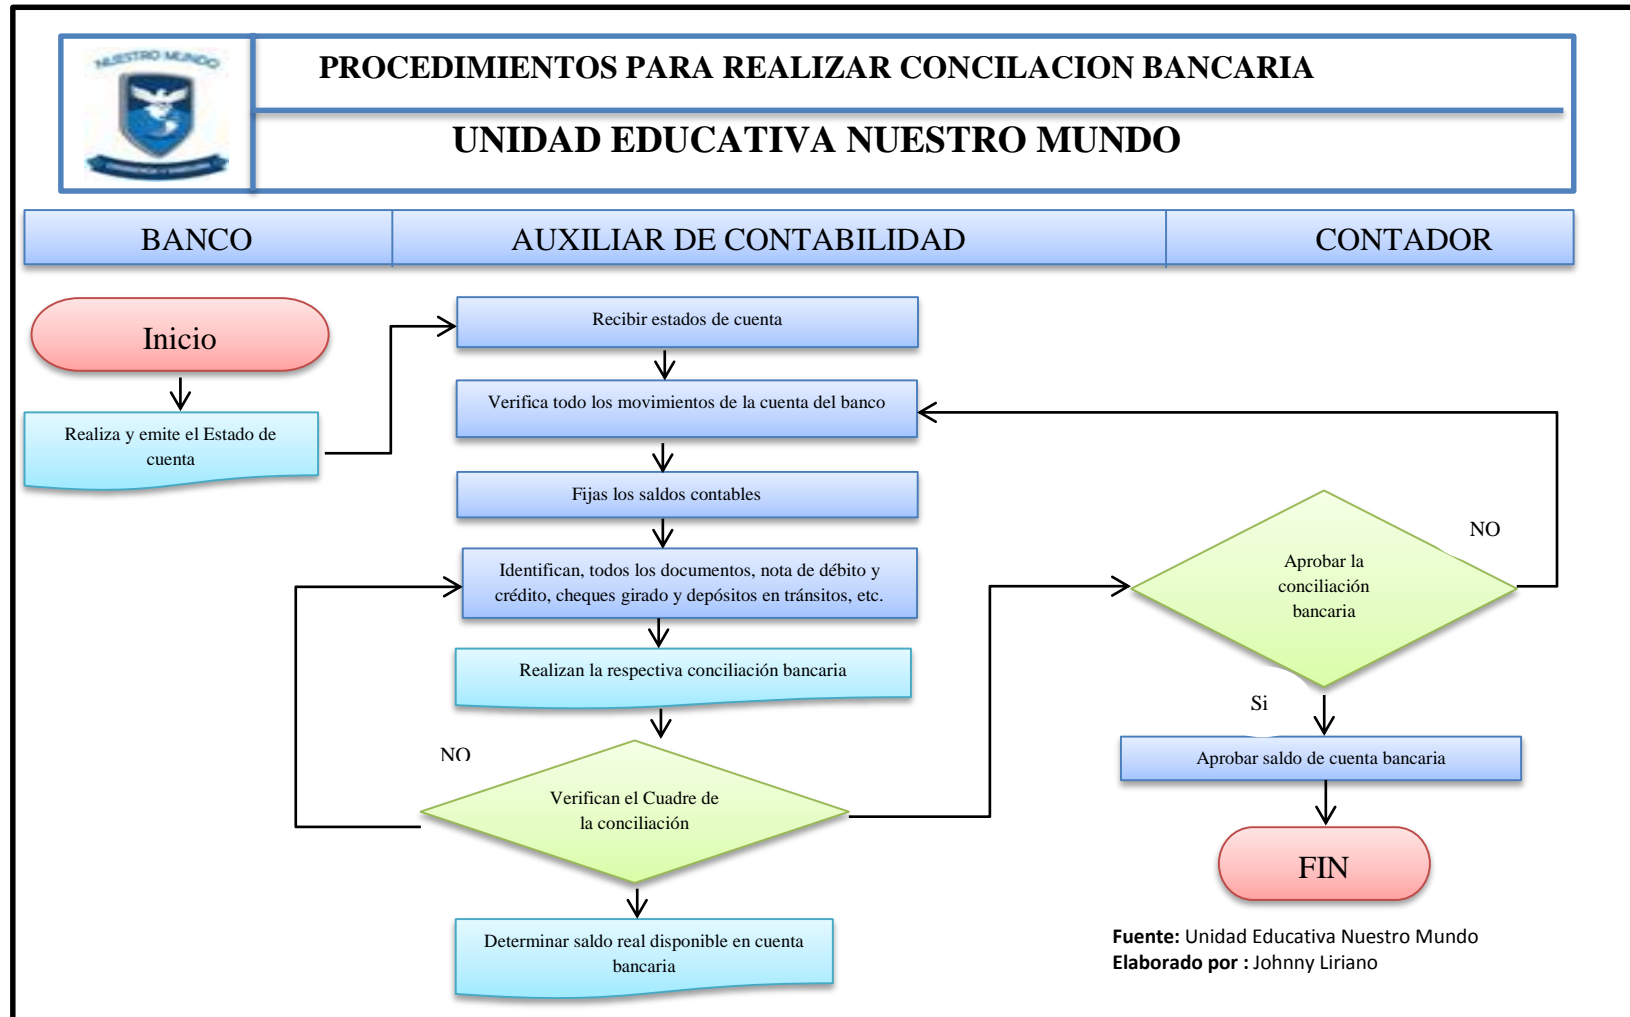 NUESTRO MUNDO
PROCEDIMIENTOS PARA REALIZAR CONCILACION BANCARIA
UNIDAD EDUCATIVA NUESTRO MUNDO
BANCO
AUXILIAR DE CONTABILIDAD
CONTADOR
Inicio
Realiza y emite el Estado de
cuenta
Recibir estados de cuenta
Verifica todo los movimientos de la cuenta del banco
Fijas los saldos contables
Identifican, todos los documentos, nota de débito y
crédito, cheques girado y depósitos en tránsitos, etc.
Realizan la respectiva conciliación bancaria
NO
Verifican el Cuadre de
la conciliación
Determinar saldo real disponible en cuenta
bancaria
Aprobar la
conciliación
bancaria
NO
Si
Aprobar saldo de cuenta bancaria
FIN
Fuente: Unidad Educativa Nuestro Mundo
Elaborado por : Johnny Liriano